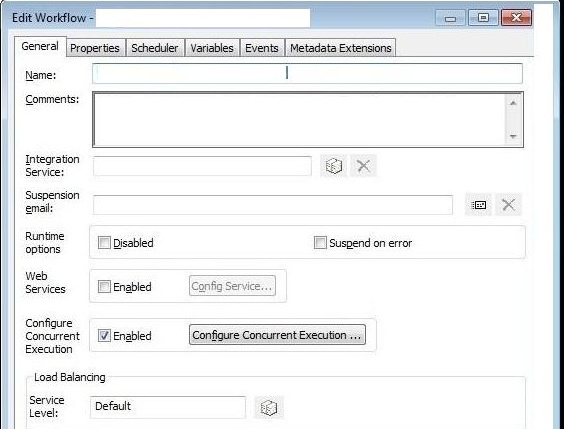 Edit Workflow -
General Properties Scheduler Variables Events Metadata Extensions
Name:
Comments:
Integration
Service:
Suspension
email:
Runtime
options
Disabled
Suspend on error
Web
Services
Enabled
Config Service...
Configure
Concurrent
Execution
Enabled
Configure Concurrent Execution ...
Load Balancing
Service
Level:
Default